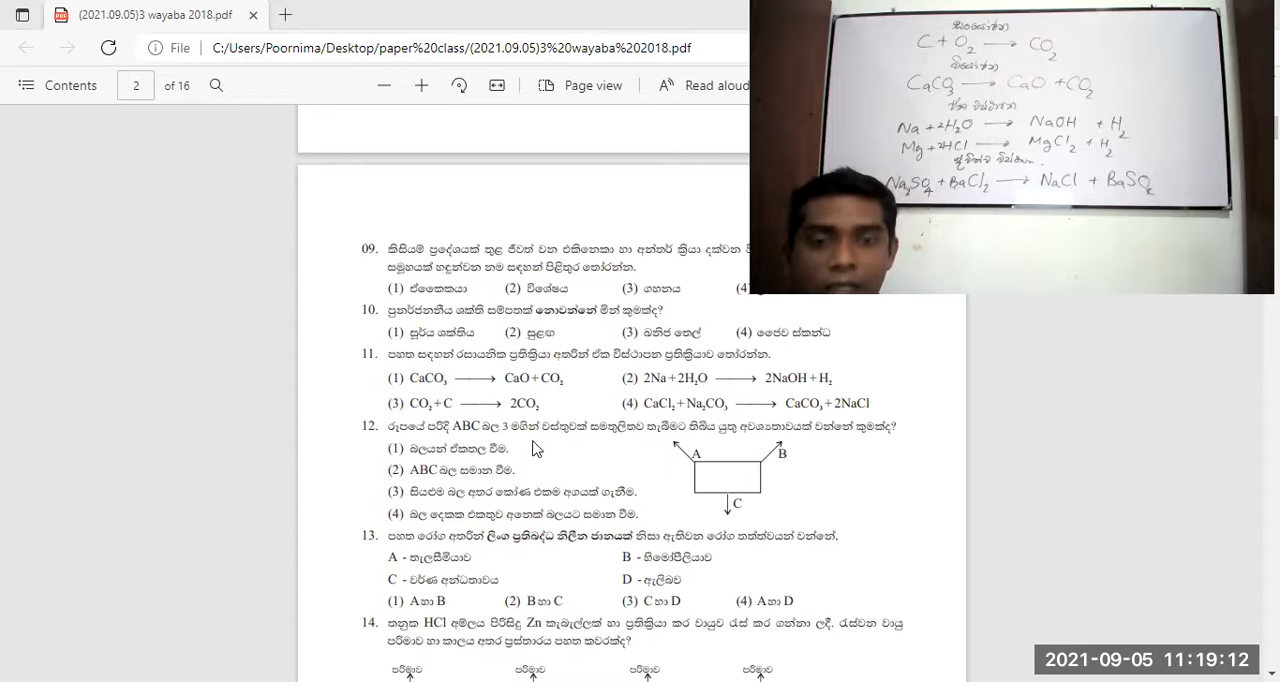 (2021.09.05)3 wayaba 2018.pdf
File C:/Users/Poornima/Desktop/paper%20class/(2021.09.05)3%20wayaba%202018.pdf
Contents 2 of 16 Page view Read aloud
සංයෝජන
C + O2 → CO2
වියෝජන
CaCO3 → CaO + CO2
ඒක විස්ථාපන
Na + 2H2O → NaOH + H2
Mg + 2HCl → MgCl2 + H2
ද්විත්ව
Na2SO4 + BaCl2 → NaCl + BaSO4
09. කිසියම් ප්‍රදේශයක් තුළ ජීවත් වන එකිනෙකා හා අන්තර් ක්‍රියා දක්වන
සමූහයක් හඳුන්වන නම සඳහන් පිළිතුර තෝරන්න.
(1) ඒකෛකයා (2) විශේෂය (3) ගහනය (4)
10. පුනර්ජනනීය ශක්ති සම්පතක් නොවන්නේ මින් කුමක්ද?
(1) සූර්ය ශක්තිය (2) සුළඟ (3) ඛනිජ තෙල් (4) ජෛව ස්කන්ධ
11. පහත සඳහන් රසායනික ප්‍රතික්‍රියා අතරින් ඒක විස්ථාපන ප්‍රතික්‍රියාව තෝරන්න.
(1) CaCO3 → CaO + CO2 (2) 2Na + 2H2O → 2NaOH + H2
(3) CO2 + C → 2CO2 (4) CaCl2 + Na2CO3 → CaCO3 + 2NaCl
12. රූපයේ පරිදි ABC බල 3 මගින් වස්තුවක් සමතුලිතව තැබීමට තිබිය යුතු අවශ්‍යතාවයක් වන්නේ කුමක්ද?
(1) බලයන් ඒකතල වීම.
(2) ABC බල සමාන වීම.
(3) සියළුම බල අතර කෝණ එකම අගයක් ගැනීම.
(4) බල දෙකක එකතුව අනෙක් බලයට සමාන වීම.
A B
C
13. පහත රෝග අතරින් ලිංග ප්‍රතිබද්ධ නිලීන ජානයක් නිසා ඇතිවන රෝග තත්ත්වයන් වන්නේ,
A - තැලසීමියාව B - හිමෝපීලියාව
C - වර්ණ අන්ධතාවය D - ඇලිබව
(1) A හා B (2) B හා C (3) C හා D (4) A හා D
14. තනුක HCl අම්ලය පිරිසිදු Zn කැබැල්ලක් හා ප්‍රතික්‍රියා කර වායුව රැස් කර ගන්නා ලදී. රැස්වන වායු
පරිමාව හා කාලය අතර ප්‍රස්තාරය පහත කවරක්ද?
පරිමාව පරිමාව පරිමාව පරිමාව
2021-09-05 11:19:12